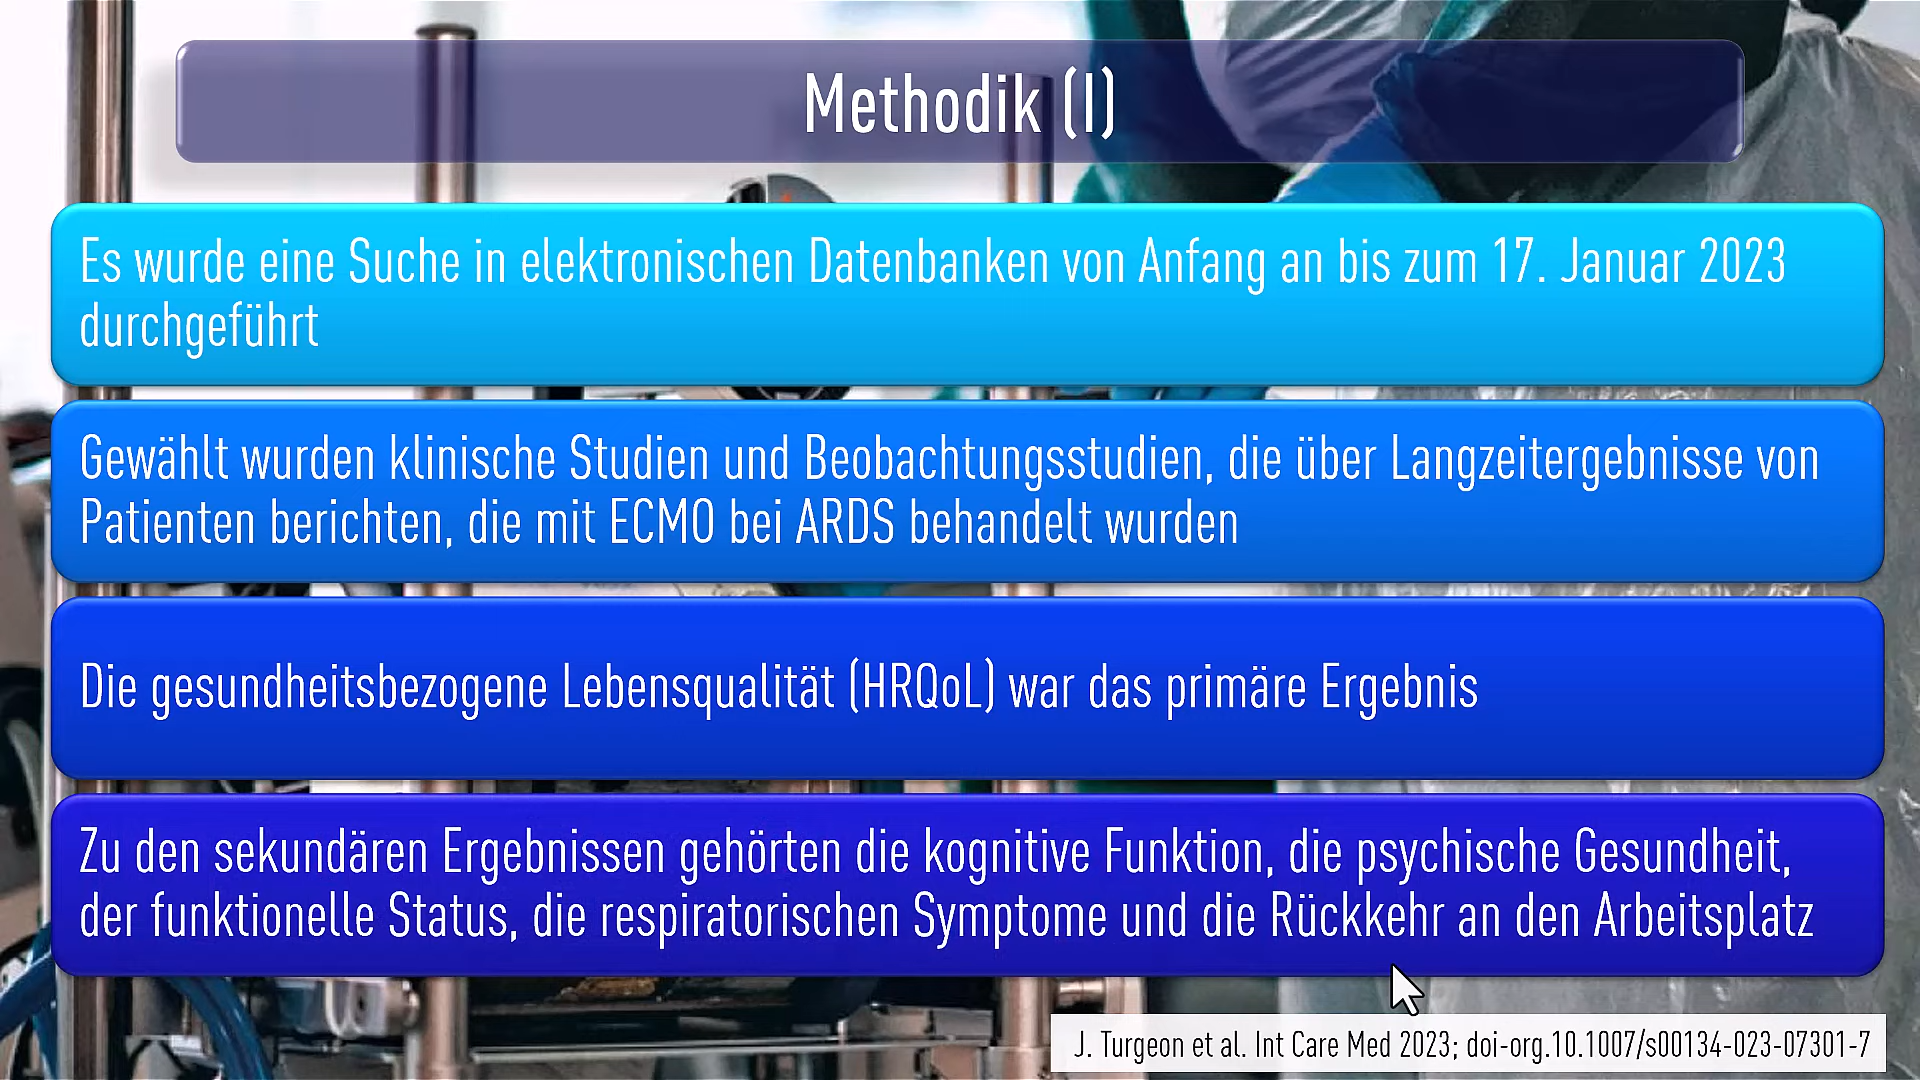 Methodik (I)
Es wurde eine Suche in elektronischen Datenbanken von Anfang an bis zum 17. Januar 2023
durchgeführt
Gewählt wurden klinische Studien und Beobachtungsstudien, die über Langzeitergebnisse von
Patienten berichten, die mit ECMO bei ARDS behandelt wurden
Die gesundheitsbezogene Lebensqualität (HRQoL) war das primäre Ergebnis
Zu den sekundären Ergebnissen gehörten die kognitive Funktion, die psychische Gesundheit,
der funktionelle Status, die respiratorischen Symptome und die Rückkehr an den Arbeitsplatz
J. Turgeon et al. Int Care Med 2023; doi-org.10.1007/s00134-023-07301-7